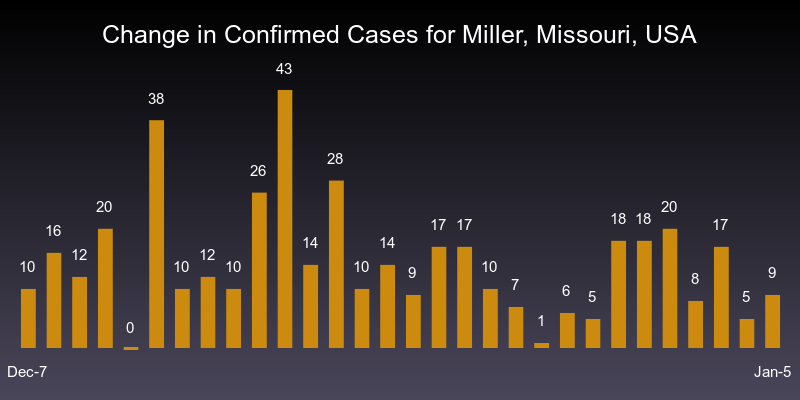 Change in Confirmed Cases for Miller, Missouri, USA
10 16 12 20 0 38 10 12 10 26 43 14 28 10 14 9 17 17 10 7 1 6 5 18 18 20 8 17 5 9
Dec-7 Jan-5